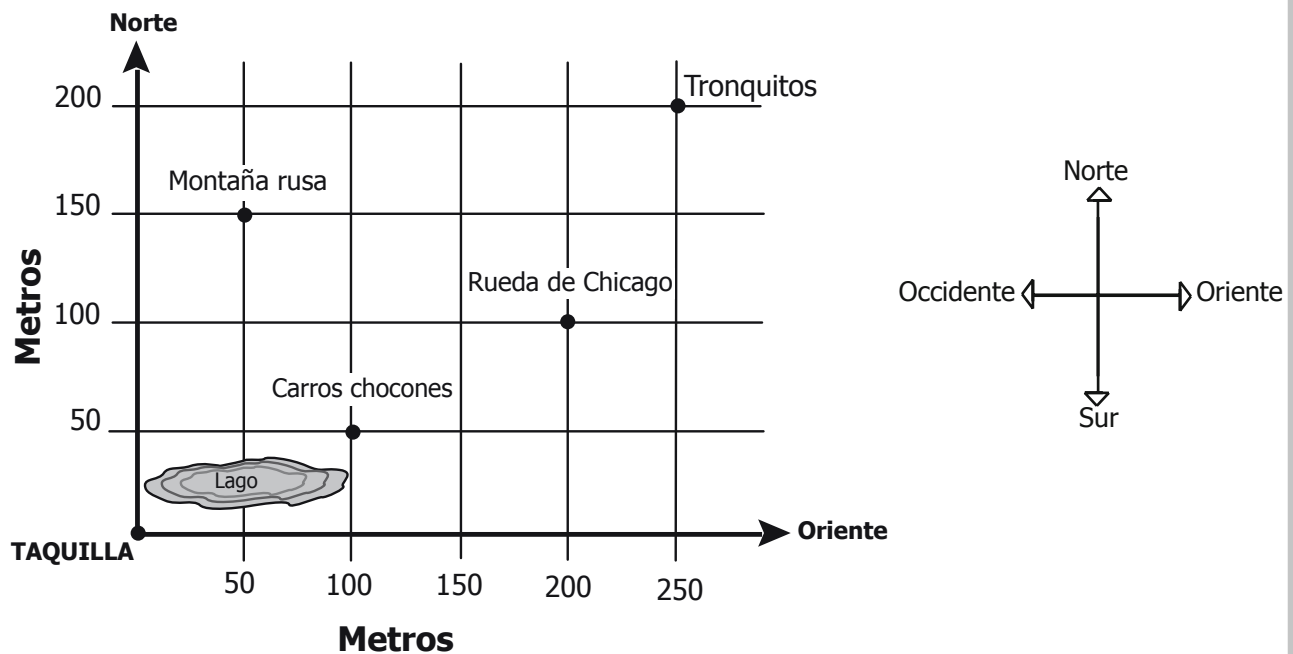 Norte
200
Tronquitos
Montaña rusa
Norte
150
Metros
Rueda de Chicago
Occidente
Oriente
100
Carros chocones
50
Sur
Lago
TAQUILLA
Oriente
50
100
150
200
250
Metros